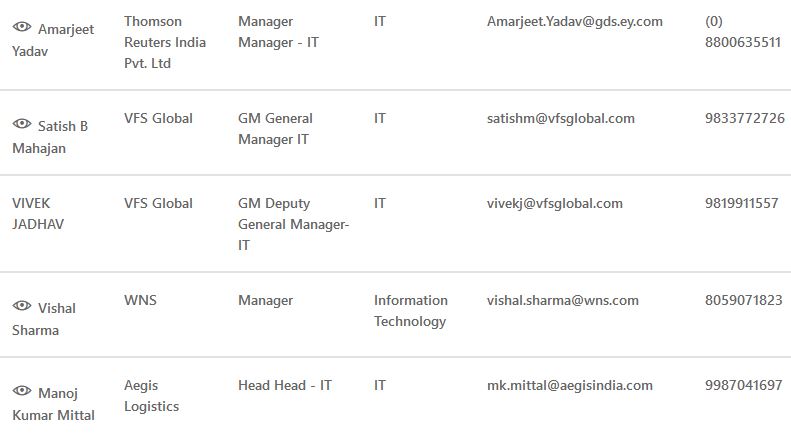 Amarjeet Yadav	Thomson Reuters India Pvt. Ltd	Manager Manager - IT	IT	Amarjeet.Yadav@gds.ey.com	(0) 8800635511
Satish B Mahajan	VFS Global	GM General Manager IT	IT	satishm@vfsglobal.com	9833772726
VIVEK JADHAV	VFS Global	GM Deputy General Manager-IT	IT	vivekj@vfsglobal.com	9819911557
Vishal Sharma	WNS	Manager	Information Technology	vishal.sharma@wns.com	8059071823
Manoj Kumar Mittal	Aegis Logistics	Head Head - IT	IT	mk.mittal@aegisindia.com	9987041697